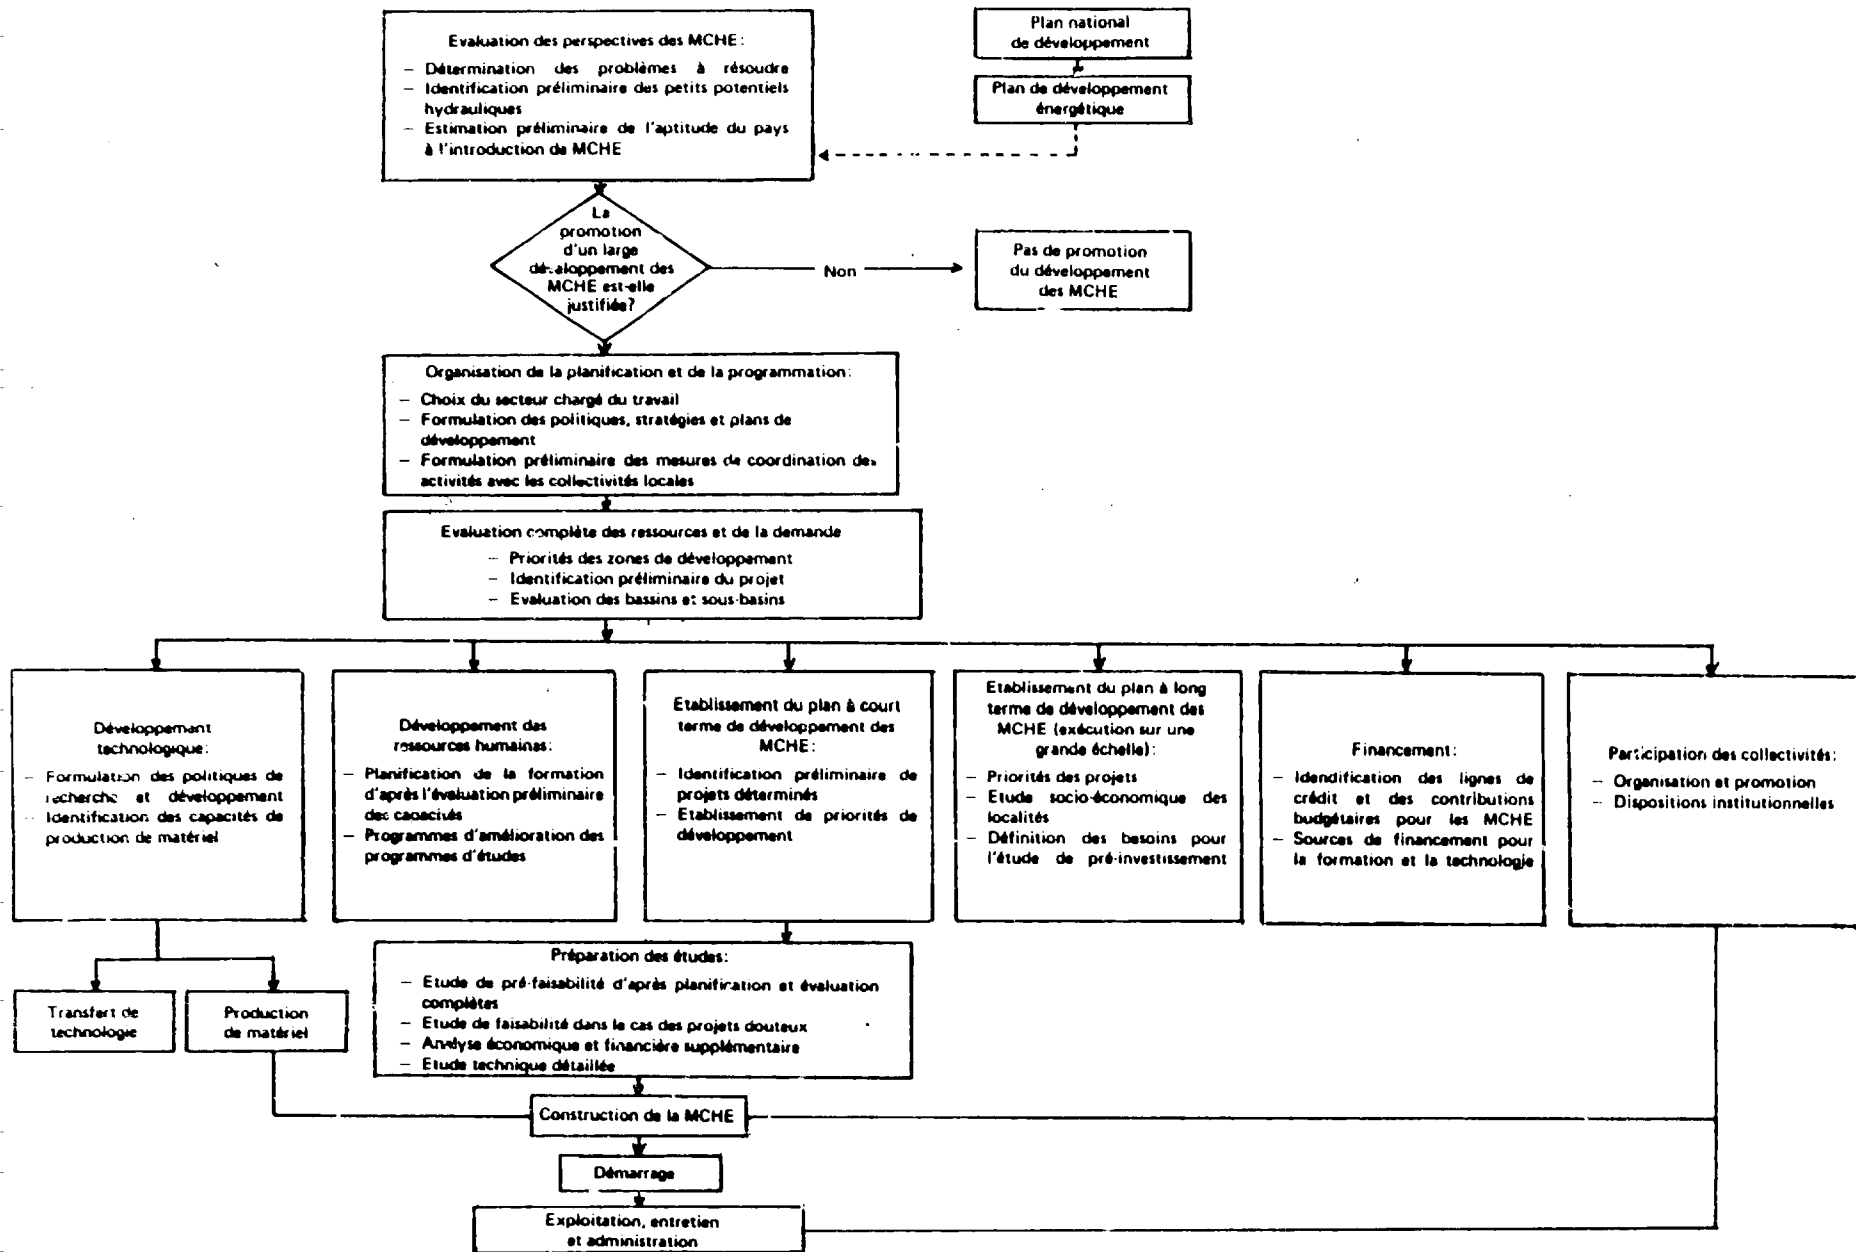 Evaluation des perspectives des MCHE:
– Détermination des problèmes à résoudre
– Identification préliminaire des petits potentiels
hydrauliques
– Estimation préliminaire de l'aptitude du pays
à l'introduction de MCHE
Plan national
de développement
Plan de développement
énergétique
La
promotion
d'un large
développement des
MCHE est-elle
justifiée?
Non
Pas de promotion
du développement
des MCHE
Organisation de la planification et de la programmation:
– Choix du secteur chargé du travail
– Formulation des politiques, stratégies et plans de
développement
– Formulation préliminaire des mesures de coordination des
activités avec les collectivités locales
Evaluation complète des ressources et de la demande
– Priorités des zones de développement
– Identification préliminaire du projet
– Evaluation des bassins et sous-basins
Développement
technologique:
– Formulation des politiques de
recherche et développement
– Identification des capacités de
production de matériel
Développement das
ressources humainas:
– Planification de la formation
d'après l'évaluation préliminaire
des capacités
– Programmes d'amélioration des
programmes d'études
Etablissement du plan à court
terme de développement des
MCHE:
– Identification préliminaire de
projets déterminés
– Etablissement de priorités de
développement
Etablissement du plan à long
terme de développement des
MCHE (exécution sur une
grande échelle):
– Priorités des projets
– Etude socio-économique des
localités
– Définition des besoins pour
l'étude de pré-investissement
Financement:
– Idendification des lignes de
crédit et des contributions
budgétaires pour les MCHE
– Sources de financement pour
la formation et la technologie
Participation des collectivités:
– Organisation et promotion
– Dispositions institutionnelles
Transfert de
technologie
Production
de matériel
Préparation des études:
– Etude de pré-faisabilité d'après planification et évaluation
complètes
– Etude de faisabilité dans le cas des projets douteux
– Analyse économique et financière supplémentaire
– Etude technique détaillée
Construction de la MCHE
Démarrage
Exploitation, entretien
et administration